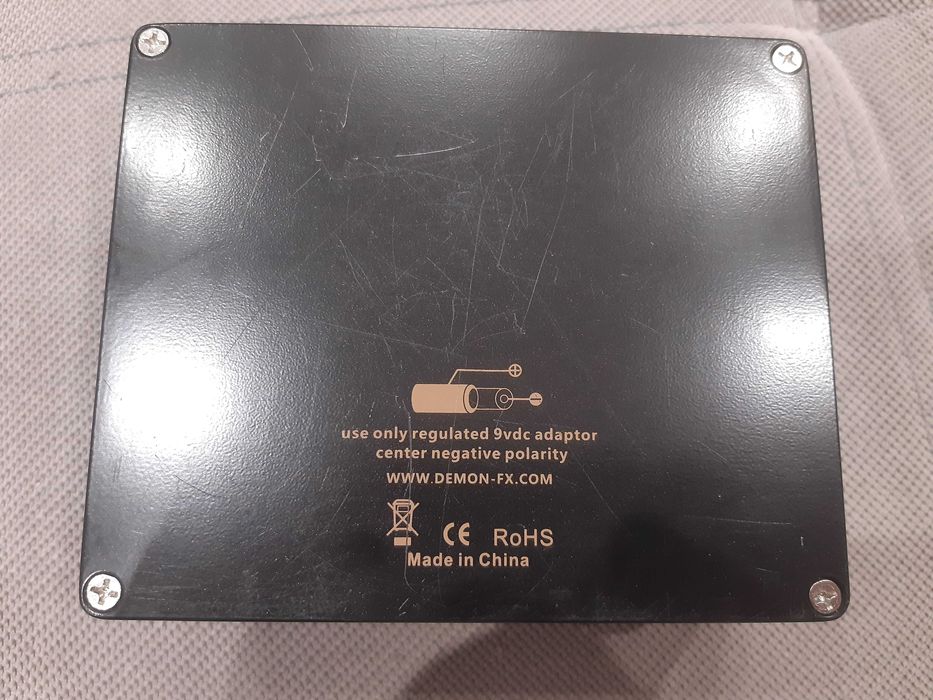 use only regulated 9vdc adaptor
center negative polarity
WWW.DEMON-FX.COM
CE RoHS
Made in China